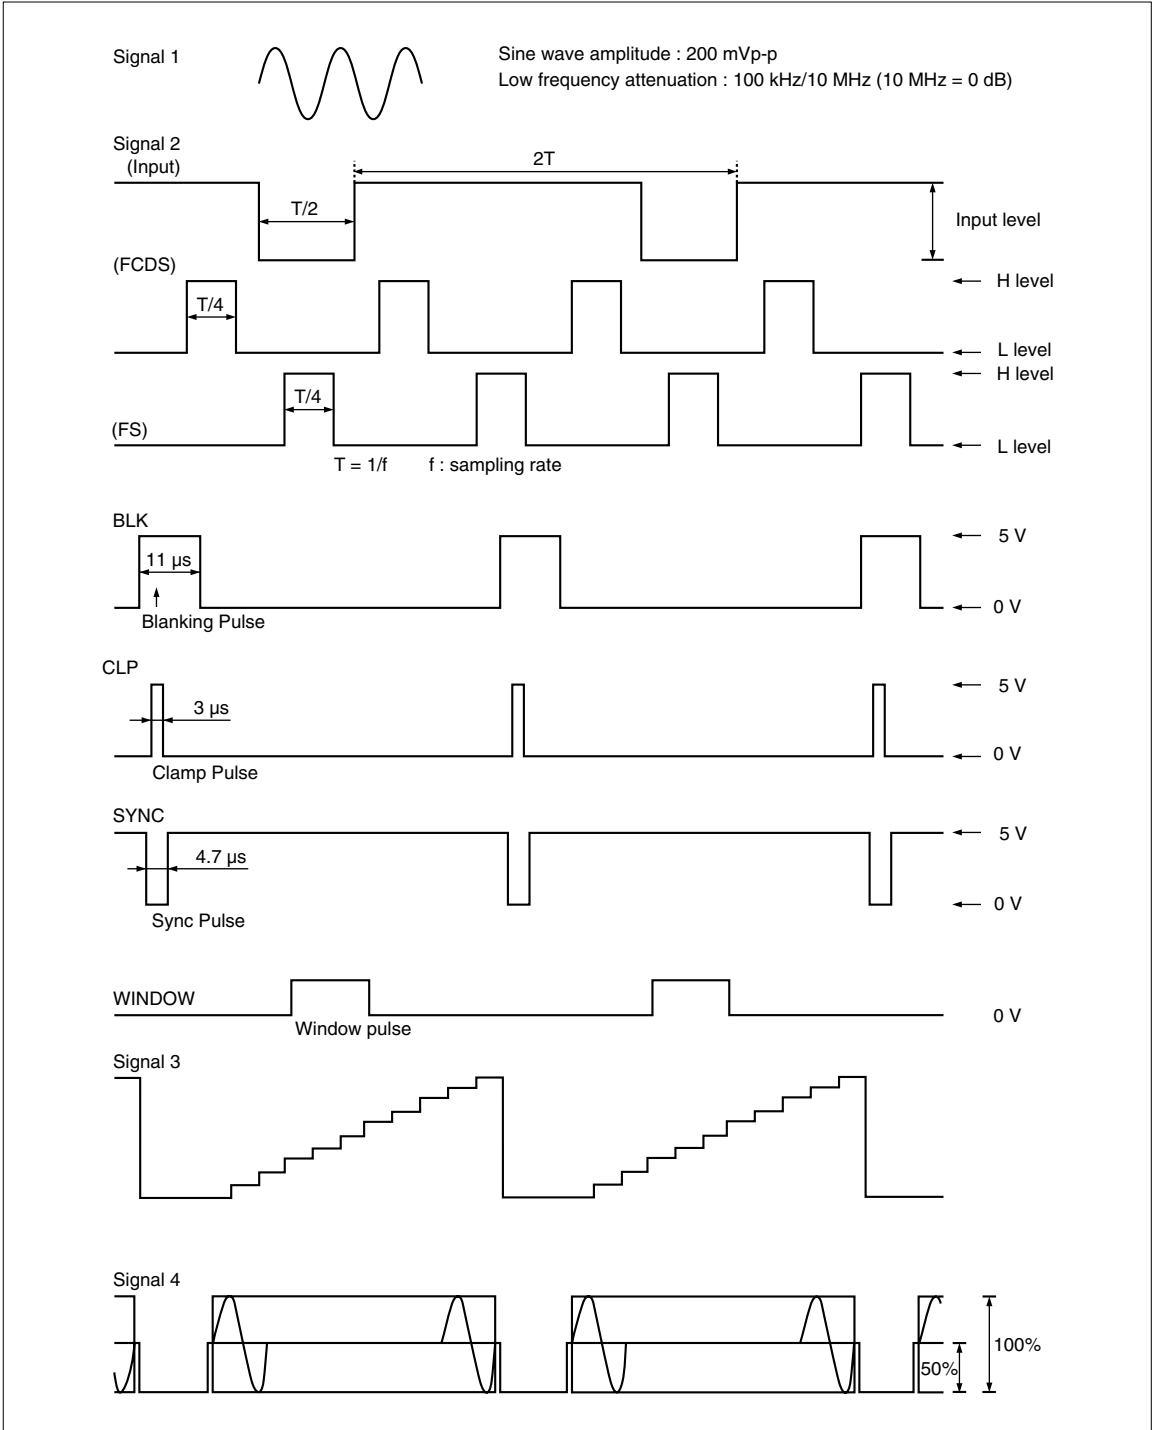 Signal 1
Sine wave amplitude : 200 mVp-p
Low frequency attenuation : 100 kHz/10 MHz (10 MHz = 0 dB)
Signal 2
(Input)
2T
T/2
Input level
(FCDS)
H level
T/4
L level
H level
T/4
(FS)
L level
T = 1/f f : sampling rate
BLK
5 V
11 μs
0 V
Blanking Pulse
CLP
5 V
3 μs
0 V
Clamp Pulse
SYNC
5 V
4.7 μs
0 V
Sync Pulse
WINDOW
0 V
Window pulse
Signal 3
Signal 4
100%
50%